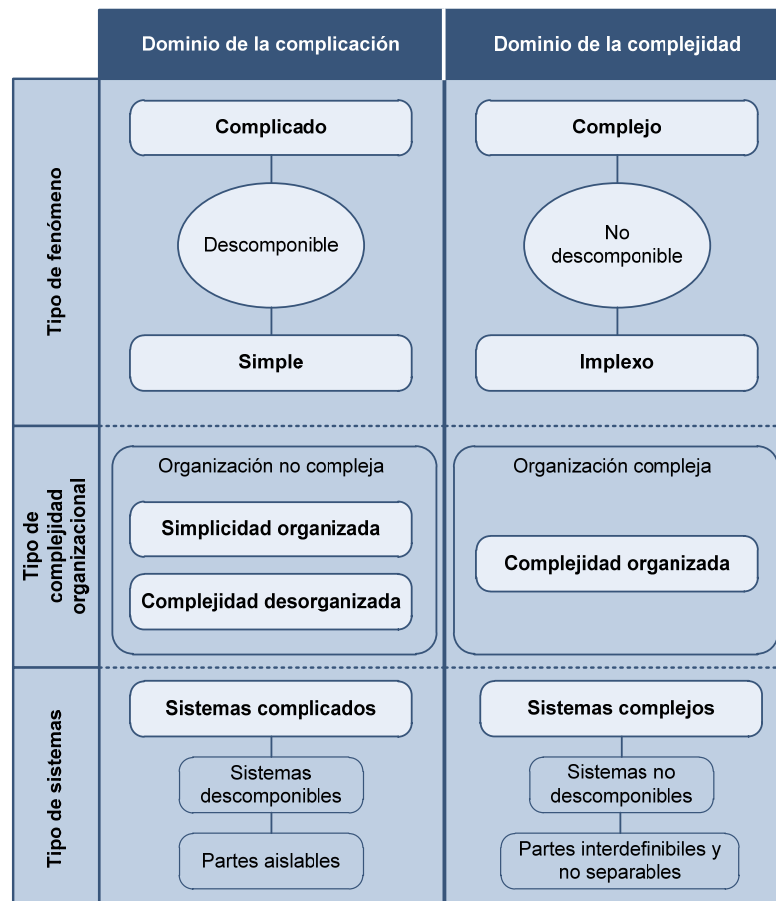 Dominio de la complicación
Dominio de la complejidad
Tipo de fenómeno
Complicado
Descomponible
Simple
Complejo
No
descomponible
Implexo
Tipo de
complejidad
organizacional
Organización no compleja
Simplicidad organizada
Complejidad desorganizada
Organización compleja
Complejidad organizada
Tipo de sistemas
Sistemas complicados
Sistemas
descomponibles
Partes aislables
Sistemas complejos
Sistemas no
descomponibles
Partes interdefinibiles y
no separables